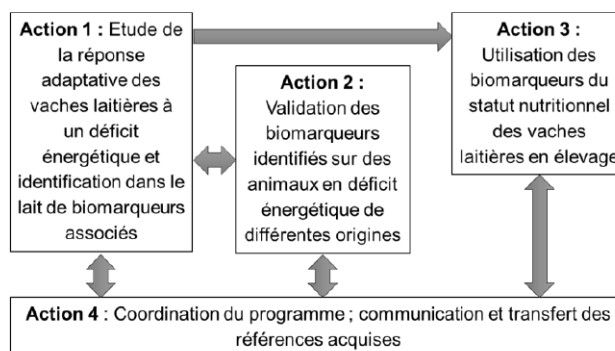 Action 1 : Etude de
la réponse
adaptative des
vaches laitières à
un déficit
énergétique et
identification dans le
lait de biomarqueurs
associés
Action 2 :
Validation des
biomarqueurs
identifiés sur des
animaux en déficit
énergétique de
différentes origines
Action 3 :
Utilisation des
biomarqueurs du
statut nutritionnel
des vaches
laitières en élevage
Action 4 : Coordination du programme ; communication et transfert des
références acquises